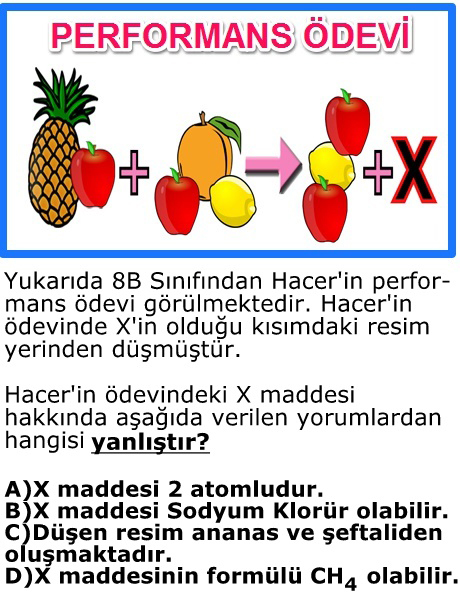 PERFORMANS ÖDEVİ
+ + X
Yukarıda 8B Sınıfından Hacer'in perfor-
mans ödevi görülmektedir. Hacer'in
ödevinde X'in olduğu kısımdaki resim
yerinden düşmüştür.
Hacer'in ödevindeki X maddesi
hakkında aşağıda verilen yorumlardan
hangisi yanlıştır?
A)X maddesi 2 atomludur.
B)X maddesi Sodyum Klorür olabilir.
C)Düşen resim ananas ve şeftaliden
oluşmaktadır.
D)X maddesinin formülü CH₄ olabilir.